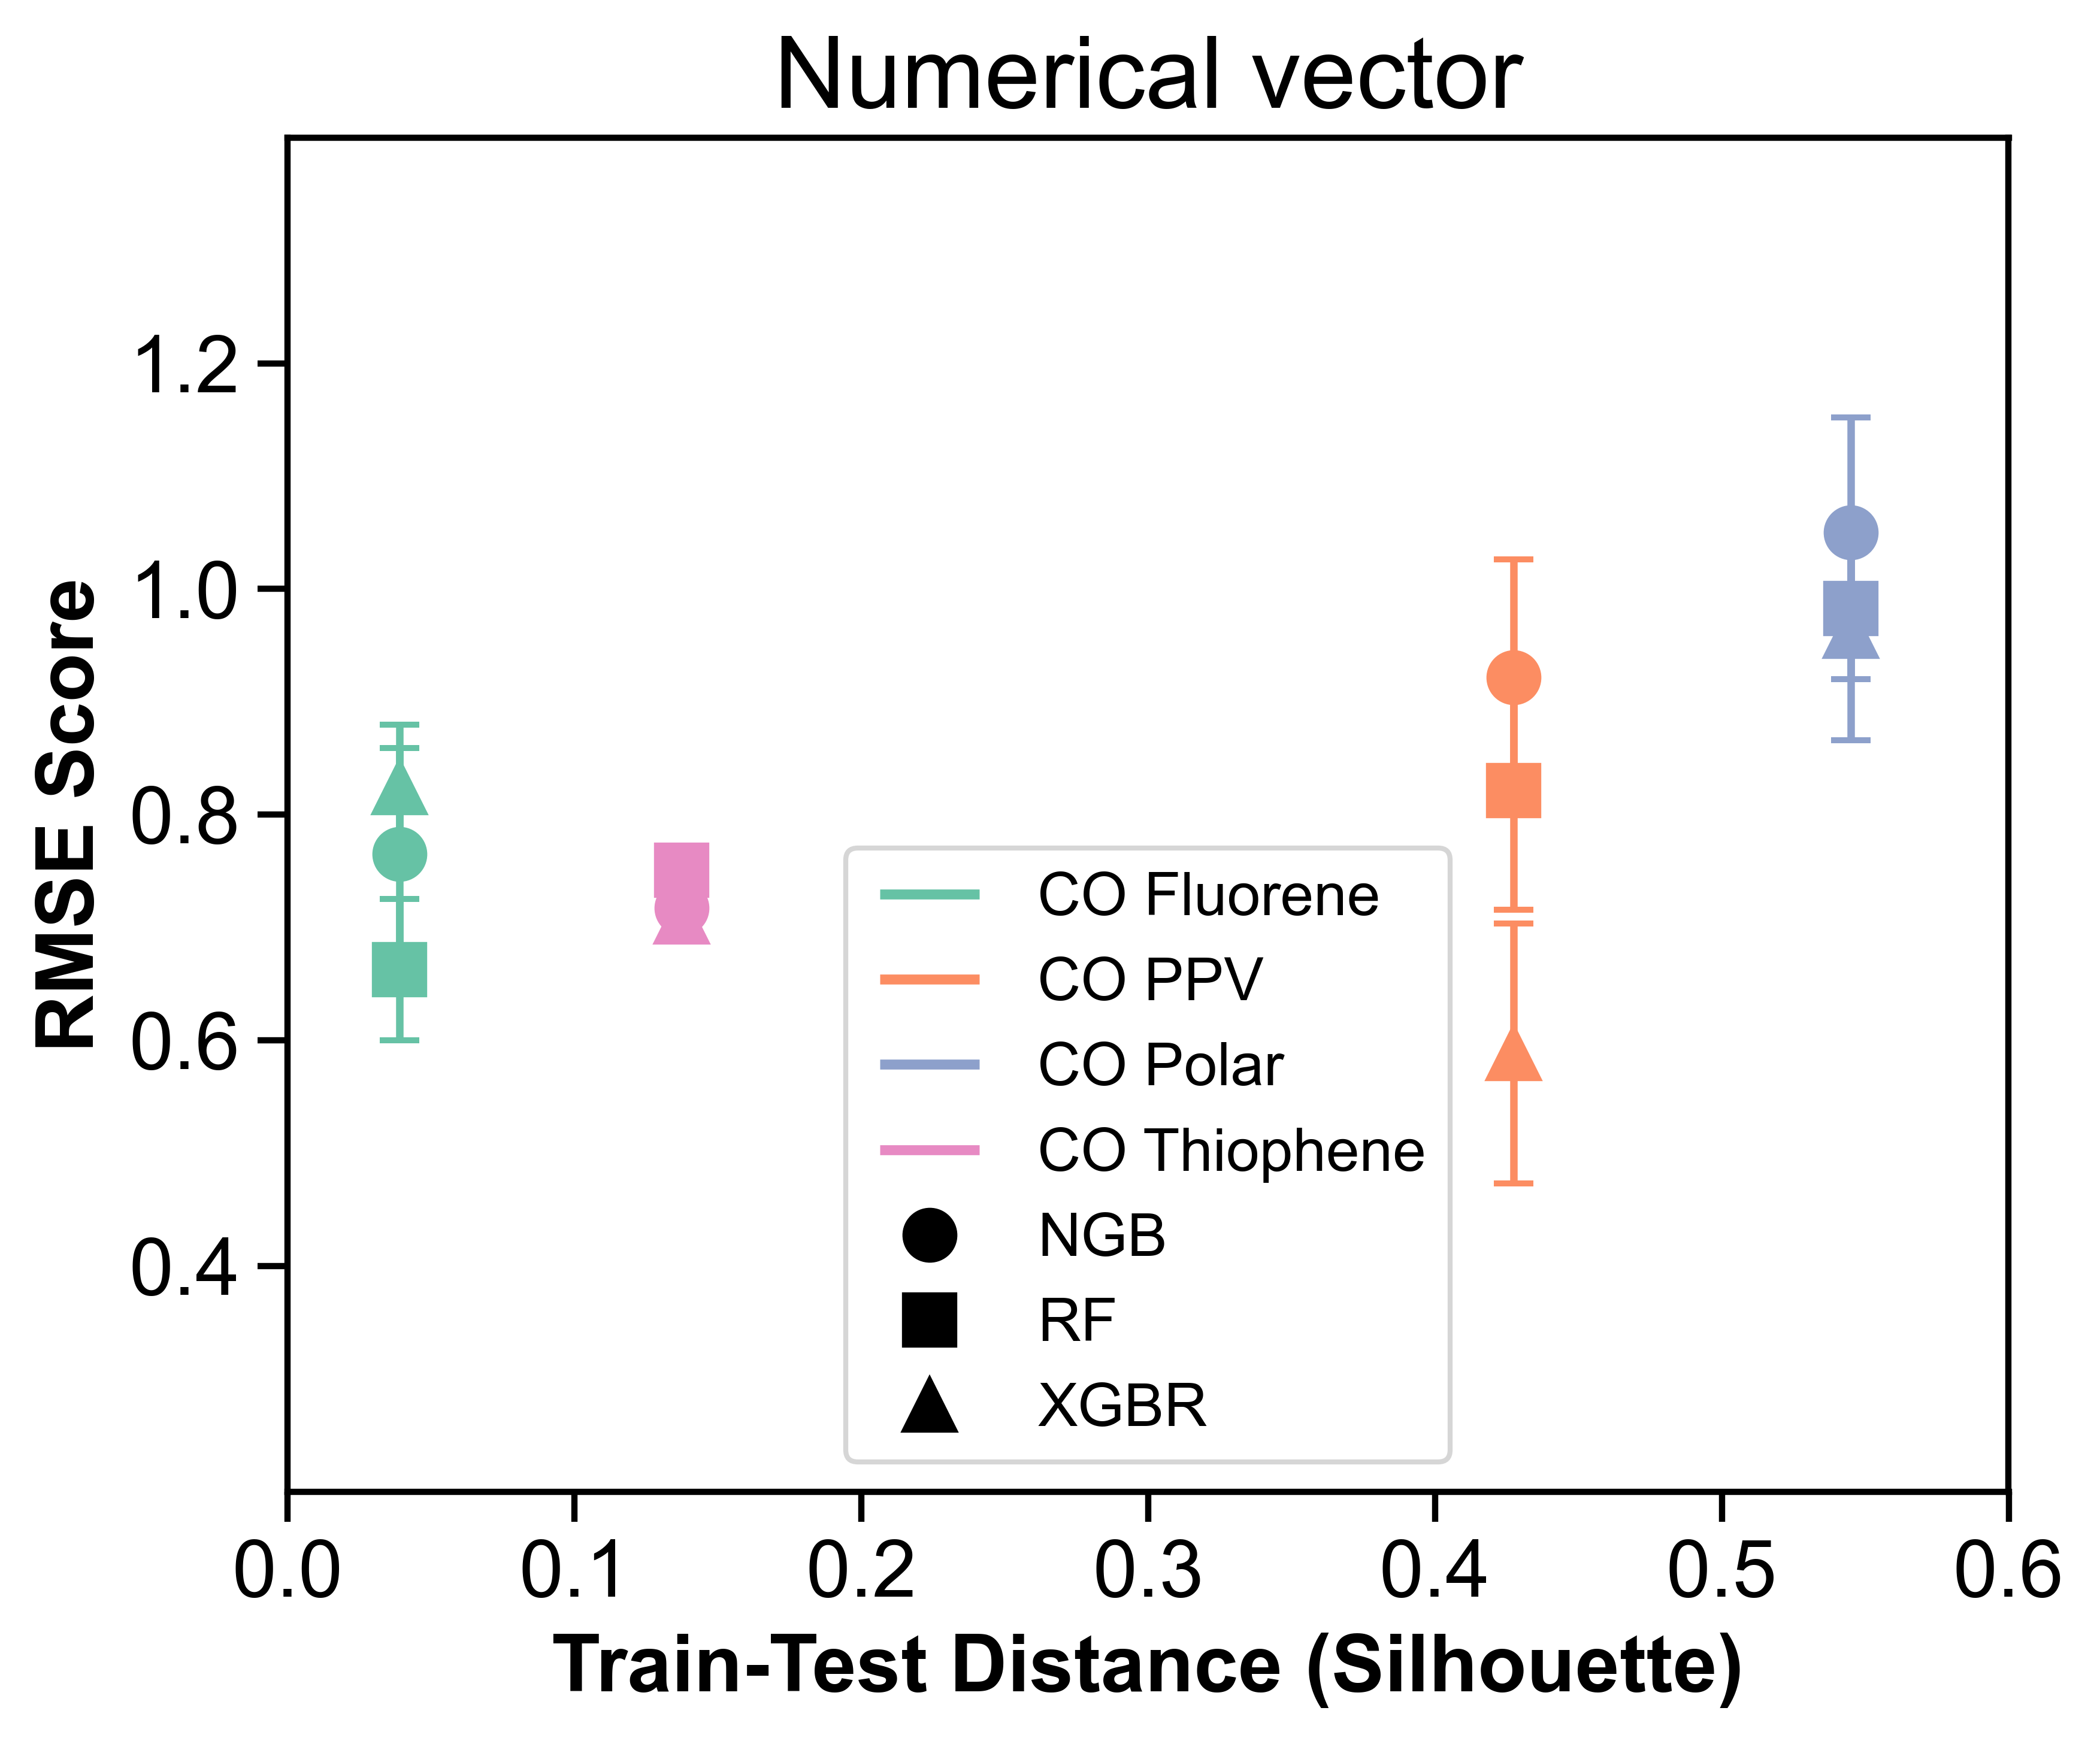 Numerical vector
RMSE Score
1.2
1.0
0.8
0.6
0.4
CO Fluorene
CO PPV
CO Polar
CO Thiophene
NGB
RF
XGBR
0.0 0.1 0.2 0.3 0.4 0.5 0.6
Train-Test Distance (Silhouette)